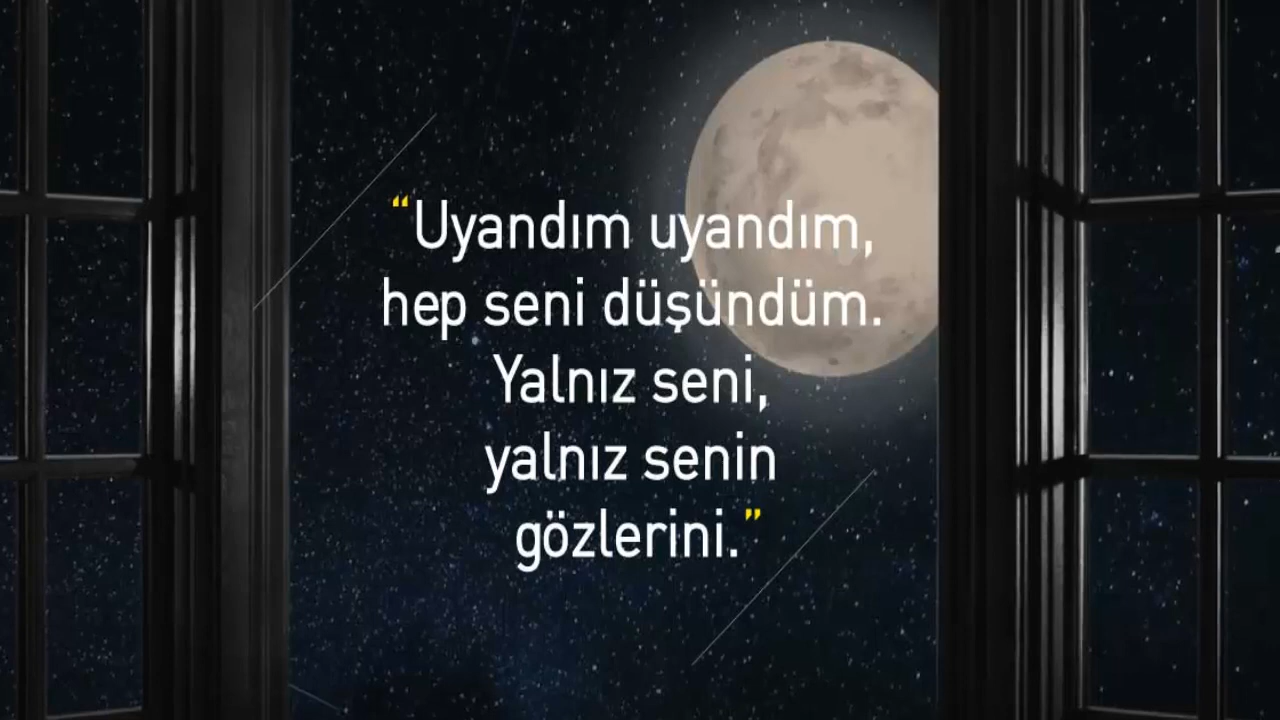 “Uyandım uyandım,
hep seni düşündüm.
Yalnız seni,
yalnız senin
gözlerini.”